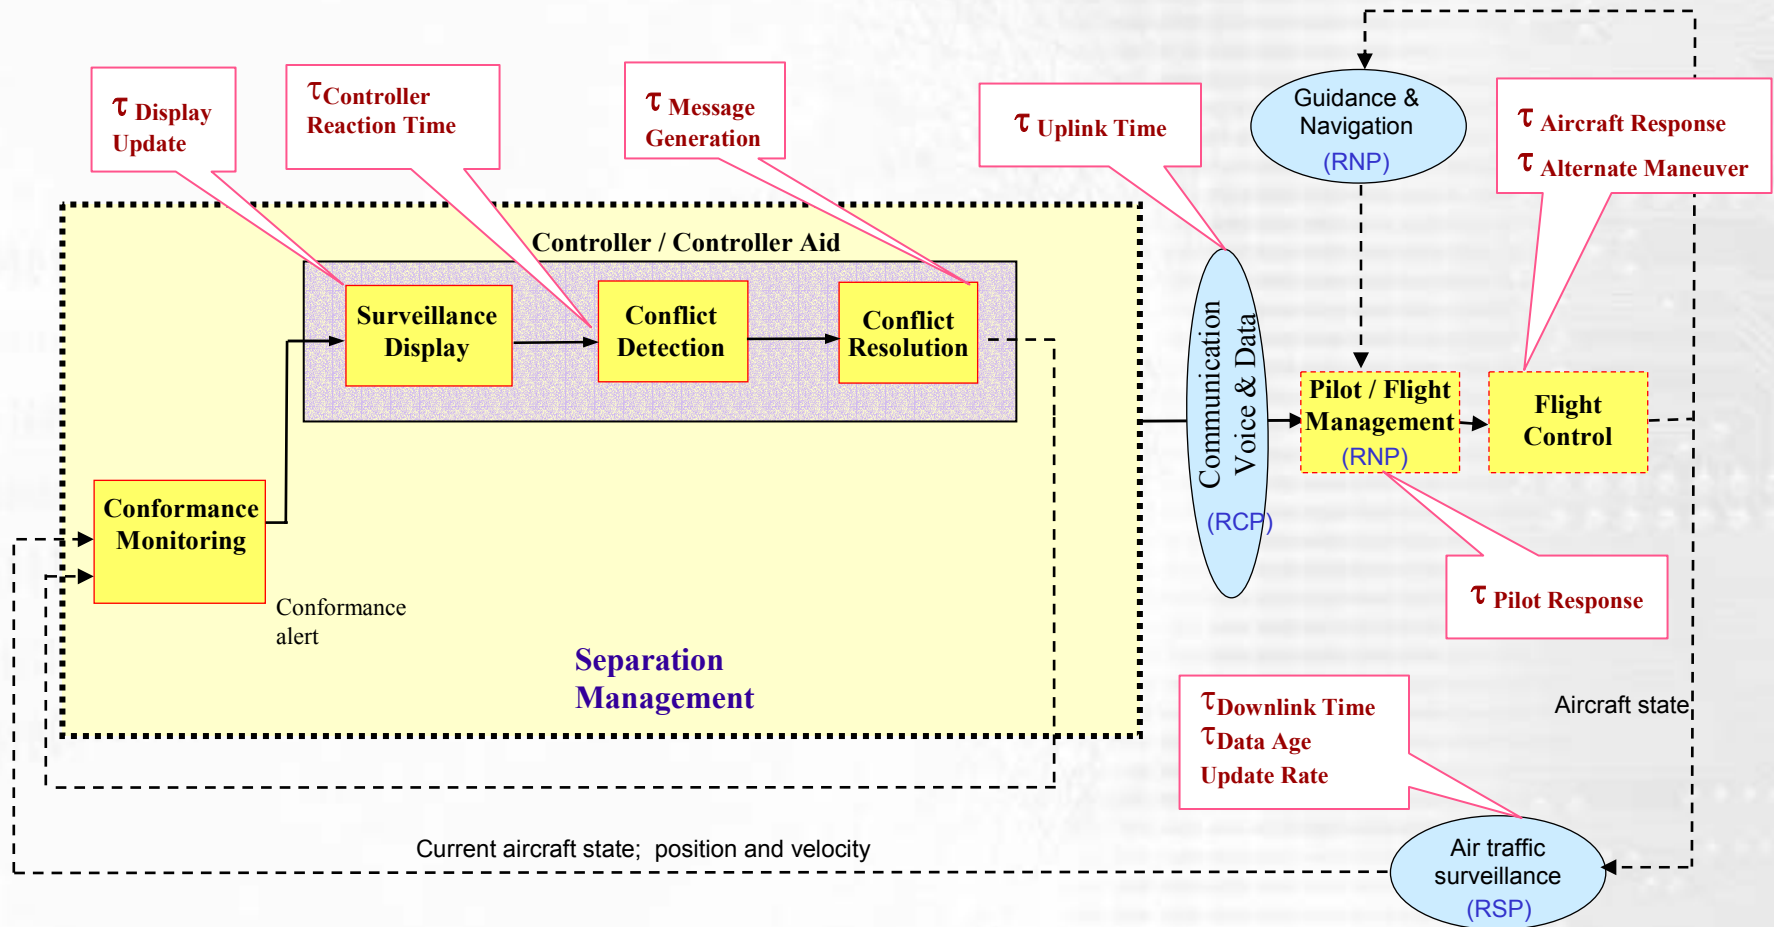 τ Display
Update
τController
Reaction Time
τ Message
Generation
τ Uplink Time
Guidance &
Navigation
(RNP)
τ Aircraft Response
τ Alternate Maneuver
Controller / Controller Aid
Surveillance
Display
Conflict
Detection
Conflict
Resolution
Communication
Voice & Data
(RCP)
Pilot / Flight
Management
(RNP)
Flight
Control
Conformance
Monitoring
Conformance
alert
τ Pilot Response
Separation
Management
τDownlink Time
τData Age
Update Rate
Aircraft state
Current aircraft state; position and velocity
Air traffic
surveillance
(RSP)